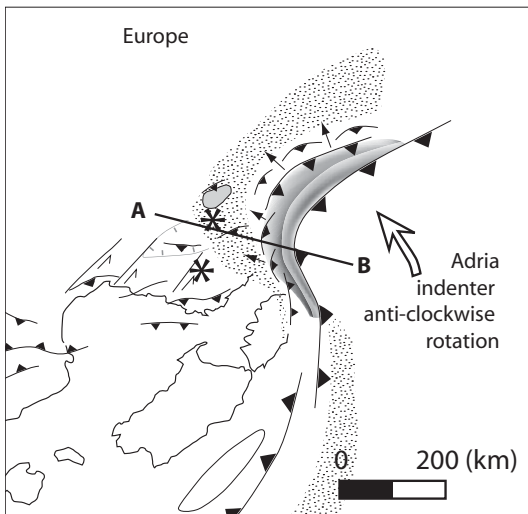 Europe
A
B
Adria
indenter
anti-clockwise
rotation
0 200 (km)